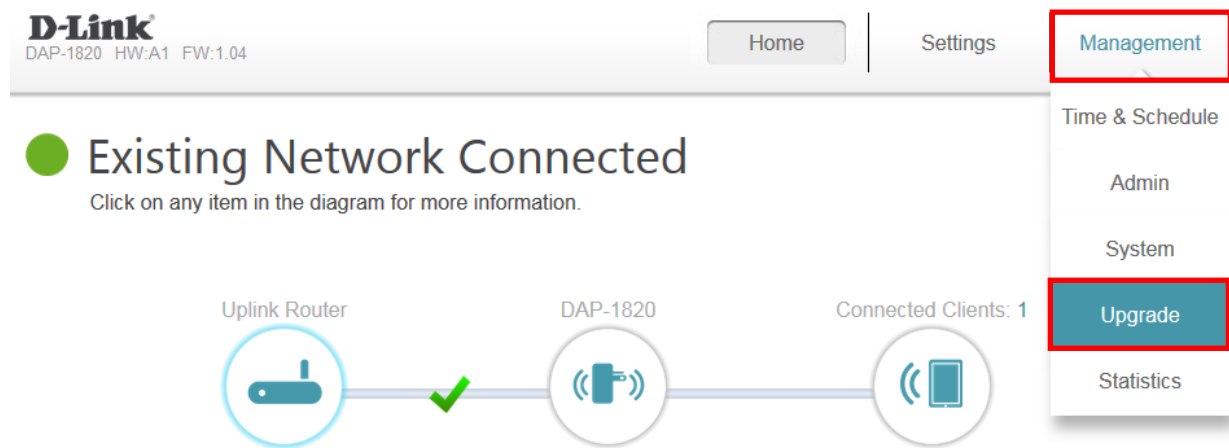 D-Link
DAP-1820 HW:A1 FW:1.04
Home
Settings
Management
Time & Schedule
Admin
System
Upgrade
Statistics
Existing Network Connected
Click on any item in the diagram for more information.
Uplink Router
DAP-1820
Connected Clients: 1